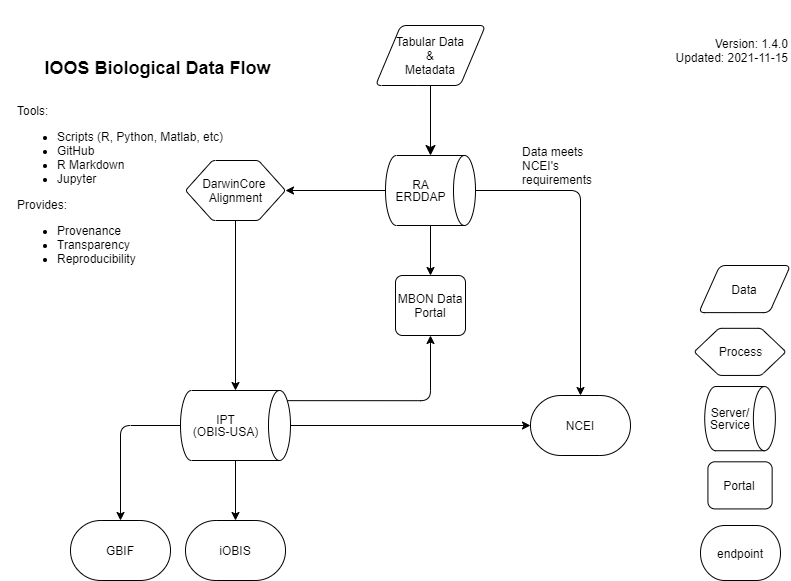 IOOS Biological Data Flow
Version: 1.4.0
Updated: 2021-11-15
Tabular Data
&
Metadata
Tools:
Scripts (R, Python, Matlab, etc)
GitHub
R Markdown
Jupyter
Provides:
Provenance
Transparency
Reproducibility
DarwinCore
Alignment
RA
ERDDAP
Data meets
NCEI's
requirements
MBON Data
Portal
IPT
(OBIS-USA)
NCEI
GBIF
iOBIS
Data
Process
Server/
Service
Portal
endpoint